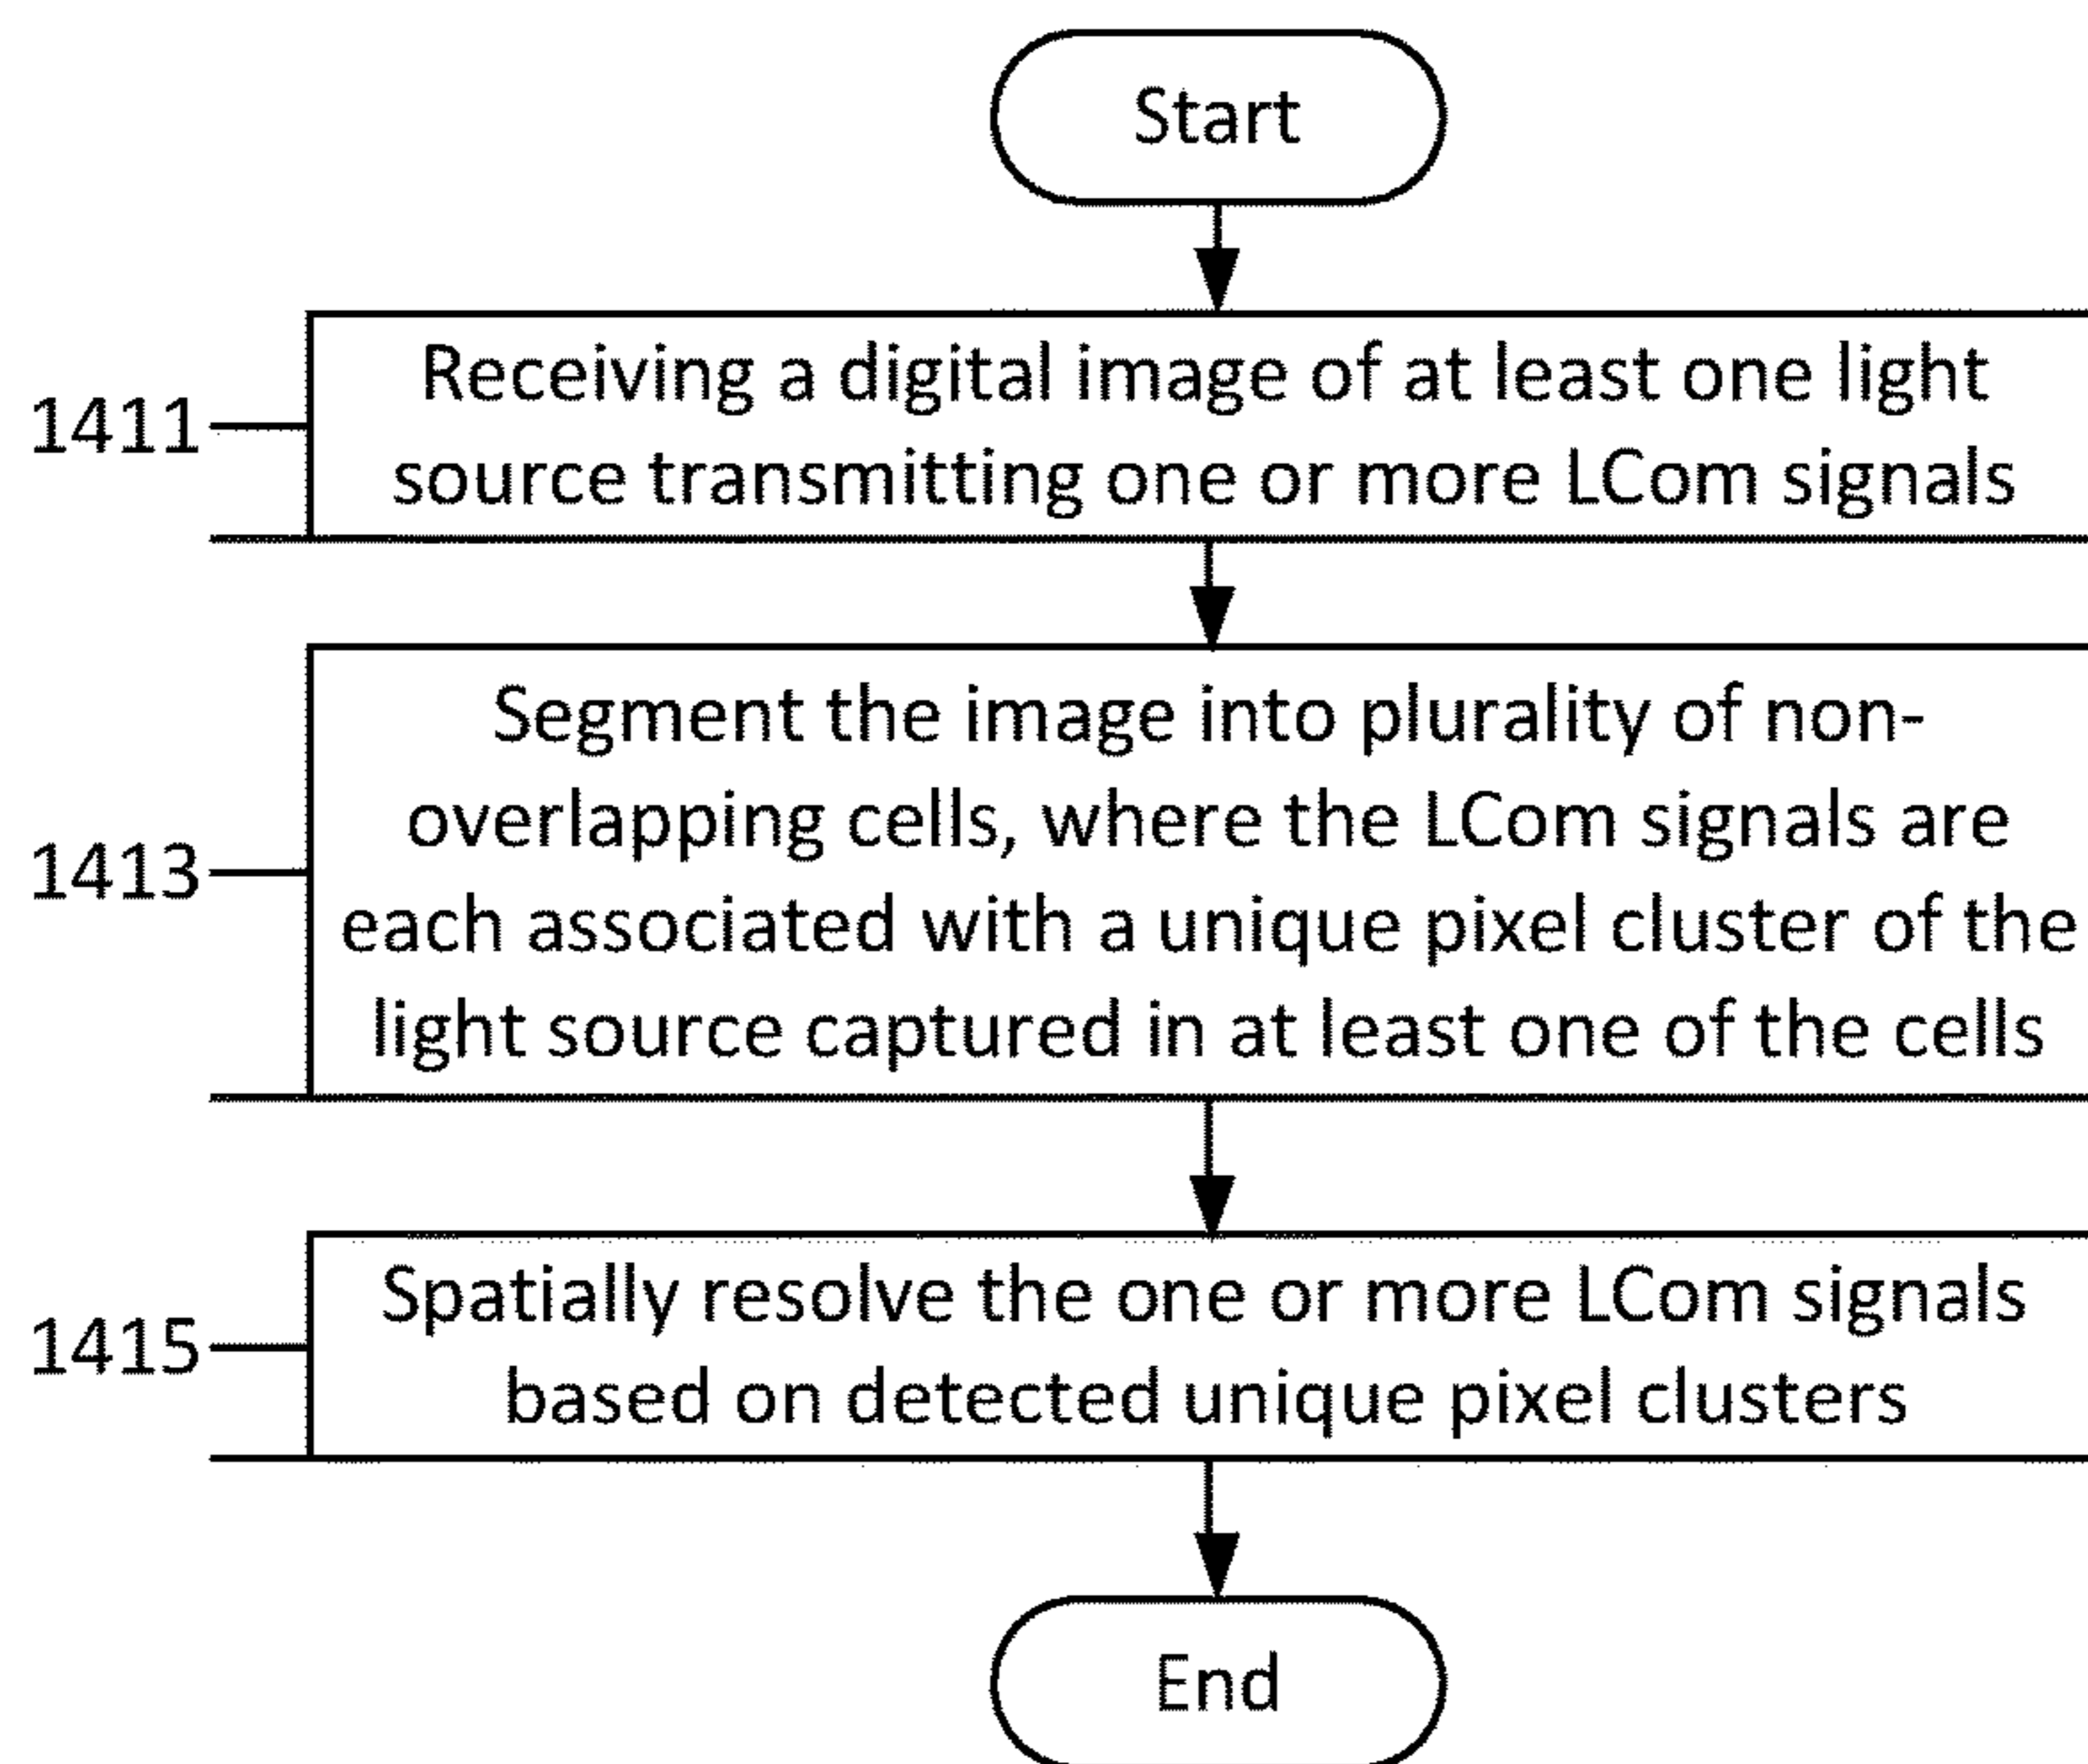 Start
1411
Receiving a digital image of at least one light
source transmitting one or more LCom signals
1413
Segment the image into plurality of non-
overlapping cells, where the LCom signals are
each associated with a unique pixel cluster of the
light source captured in at least one of the cells
1415
Spatially resolve the one or more LCom signals
based on detected unique pixel clusters
End